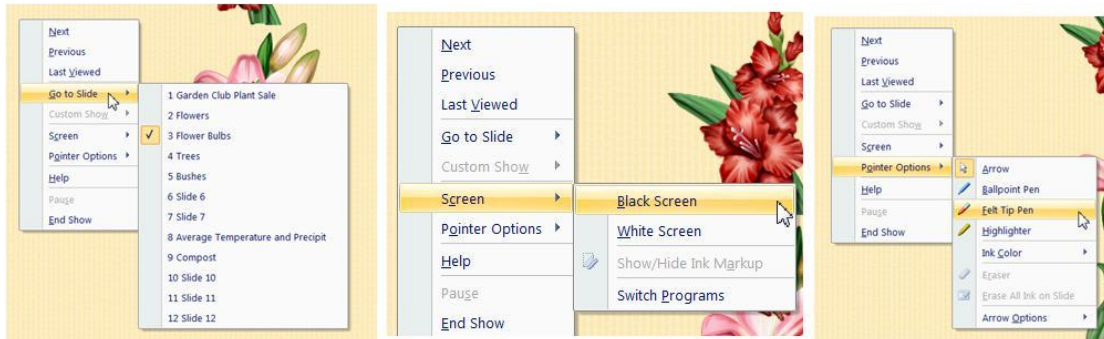 Next
Previous
Last Viewed
Go to Slide
Custom Show
Screen
Pointer Options
Help
Pause
End Show
1 Garden Club Plant Sale
2 Flowers
3 Flower Bulbs
4 Trees
5 Bushes
6 Slide 6
7 Slide 7
8 Average Temperature and Precipit
9 Compost
10 Slide 10
11 Slide 11
12 Slide 12
Next
Previous
Last Viewed
Go to Slide
Custom Show
Screen
Pointer Options
Help
Pause
End Show
Black Screen
White Screen
Show/Hide Ink Markup
Switch Programs
Next
Previous
Last Viewed
Go to Slide
Custom Show
Screen
Pointer Options
Help
Pause
End Show
Arrow
Ballpoint Pen
Felt Tip Pen
Highlighter
Ink Color
Eraser
Erase All Ink on Slide
Arrow Options